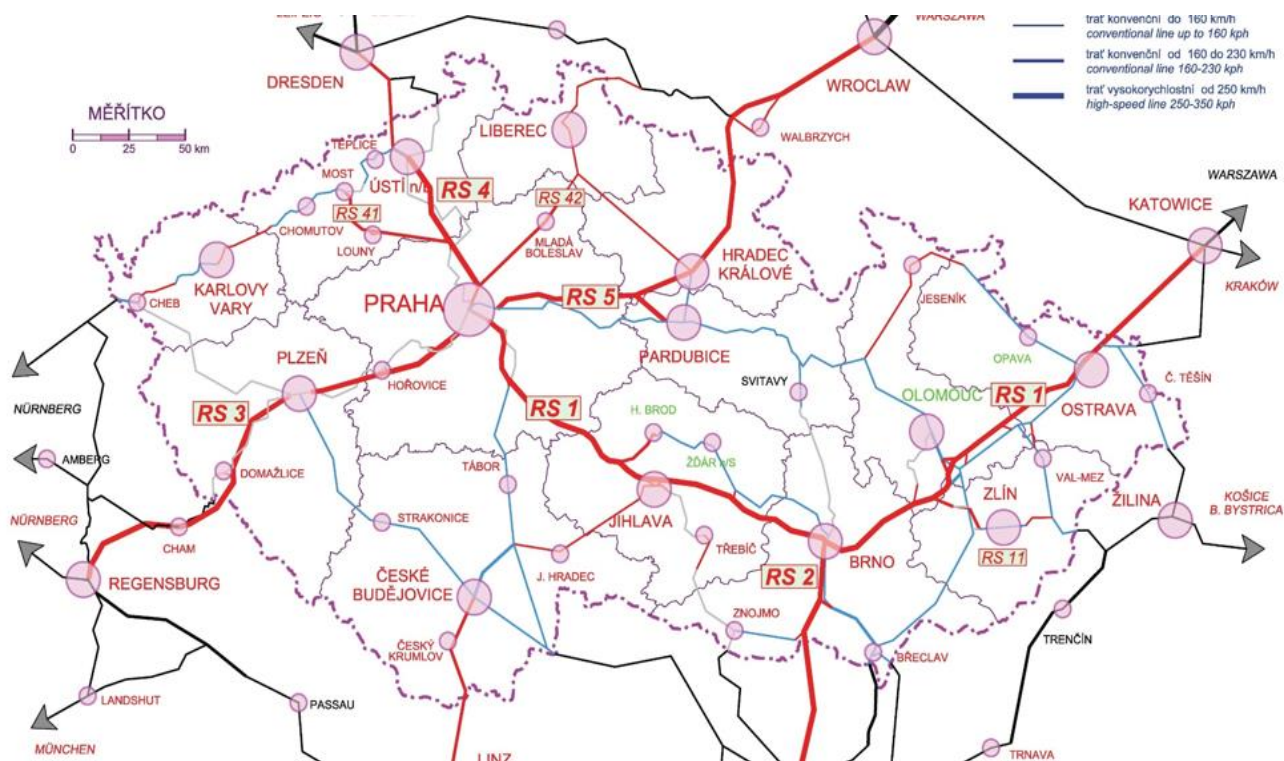 WARSZAWA
trať konvenční do 160 km/h
conventional line up to 160 kph
WROCLAW
trať konvenční od 160 do 230 km/h
conventional line 160-230 kph
DRESDEN
trať vysokorychlostní od 250 km/h
high-speed line 250-350 kph
MĚŘÍTKO
0 25 50 km
LIBEREC
WALBRZYCH
TEPLICE
MOST
ÚSTÍ n/L
RS 4
RS 42
WARSZAWA
KATOWICE
RS 41
CHOMUTOV
LOUNY
MLADÁ
BOLESLAV
HRADEC
KRÁLOVÉ
JESENÍK
KRAKÓW
KARLOVY
VARY
CHEB
PRAHA
RS 5
PARDUBICE
OPAVA
PLZEŇ
HOŘOVICE
SVITAVY
OLOMOUC
RS 1
OSTRAVA
Č. TĚŠÍN
NÜRNBERG
RS 3
RS 1
H. BROD
AMBERG
DOMAŽLICE
TÁBOR
ŽĎÁR n/S
VAL-MEZ
ZLÍN
ŽILINA
KOŠICE
B. BYSTRICA
NÜRNBERG
CHAM
STRAKONICE
JIHLAVA
TŘEBÍČ
BRNO
RS 11
REGENSBURG
ČESKÉ
BUDĚJOVICE
J. HRADEC
RS 2
ZNOJMO
TRENČÍN
ČESKÝ
KRUMLOV
BŘECLAV
LANDSHUT
PASSAU
MÜNCHEN
LINZ
TRNAVA